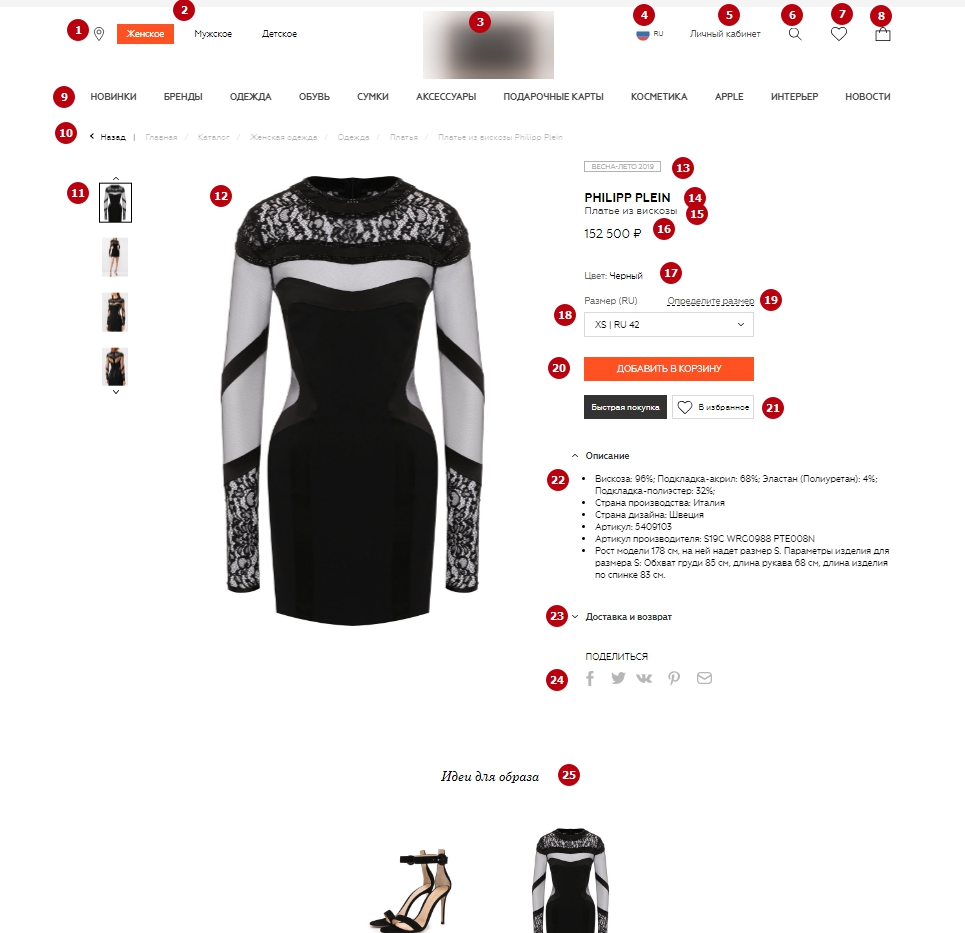 1 Женское 2 Мужское Детское 3 4 RU 5 Личный кабинет 6 7 8
9 НОВИНКИ БРЕНДЫ ОДЕЖДА ОБУВЬ СУМКИ АКСЕССУАРЫ ПОДАРОЧНЫЕ КАРТЫ КОСМЕТИКА APPLE ИНТЕРЬЕР НОВОСТИ
10 Назад | Главная / Каталог / Женская одежда / Одежда / Платья / Платье из вискозы Philipp Plein
11
12
ВЕСНА-ЛЕТО 2019 13
PHILIPP PLEIN 14
Платье из вискозы 15
152 500 ₽ 16
Цвет: Черный 17
Размер (RU) Определите размер 19
18 XS | RU 42
20 ДОБАВИТЬ В КОРЗИНУ
Быстрая покупка В избранное 21
Описание
22 • Вискоза: 96%; Подкладка-акрил: 68%; Эластан (Полиуретан): 4%;
Подкладка-полиэстер: 32%;
• Страна производства: Италия
• Страна дизайна: Швеция
• Артикул: 5409103
• Артикул производителя: S19C WRG0988 PTE008N
• Рост модели 178 см, на ней надет размер S. Параметры изделия для
размера S: Обхват груди 85 см, длина рукава 68 см, длина изделия
по спинке 83 см.
23 Доставка и возврат
ПОДЕЛИТЬСЯ
24
Идеи для образа 25